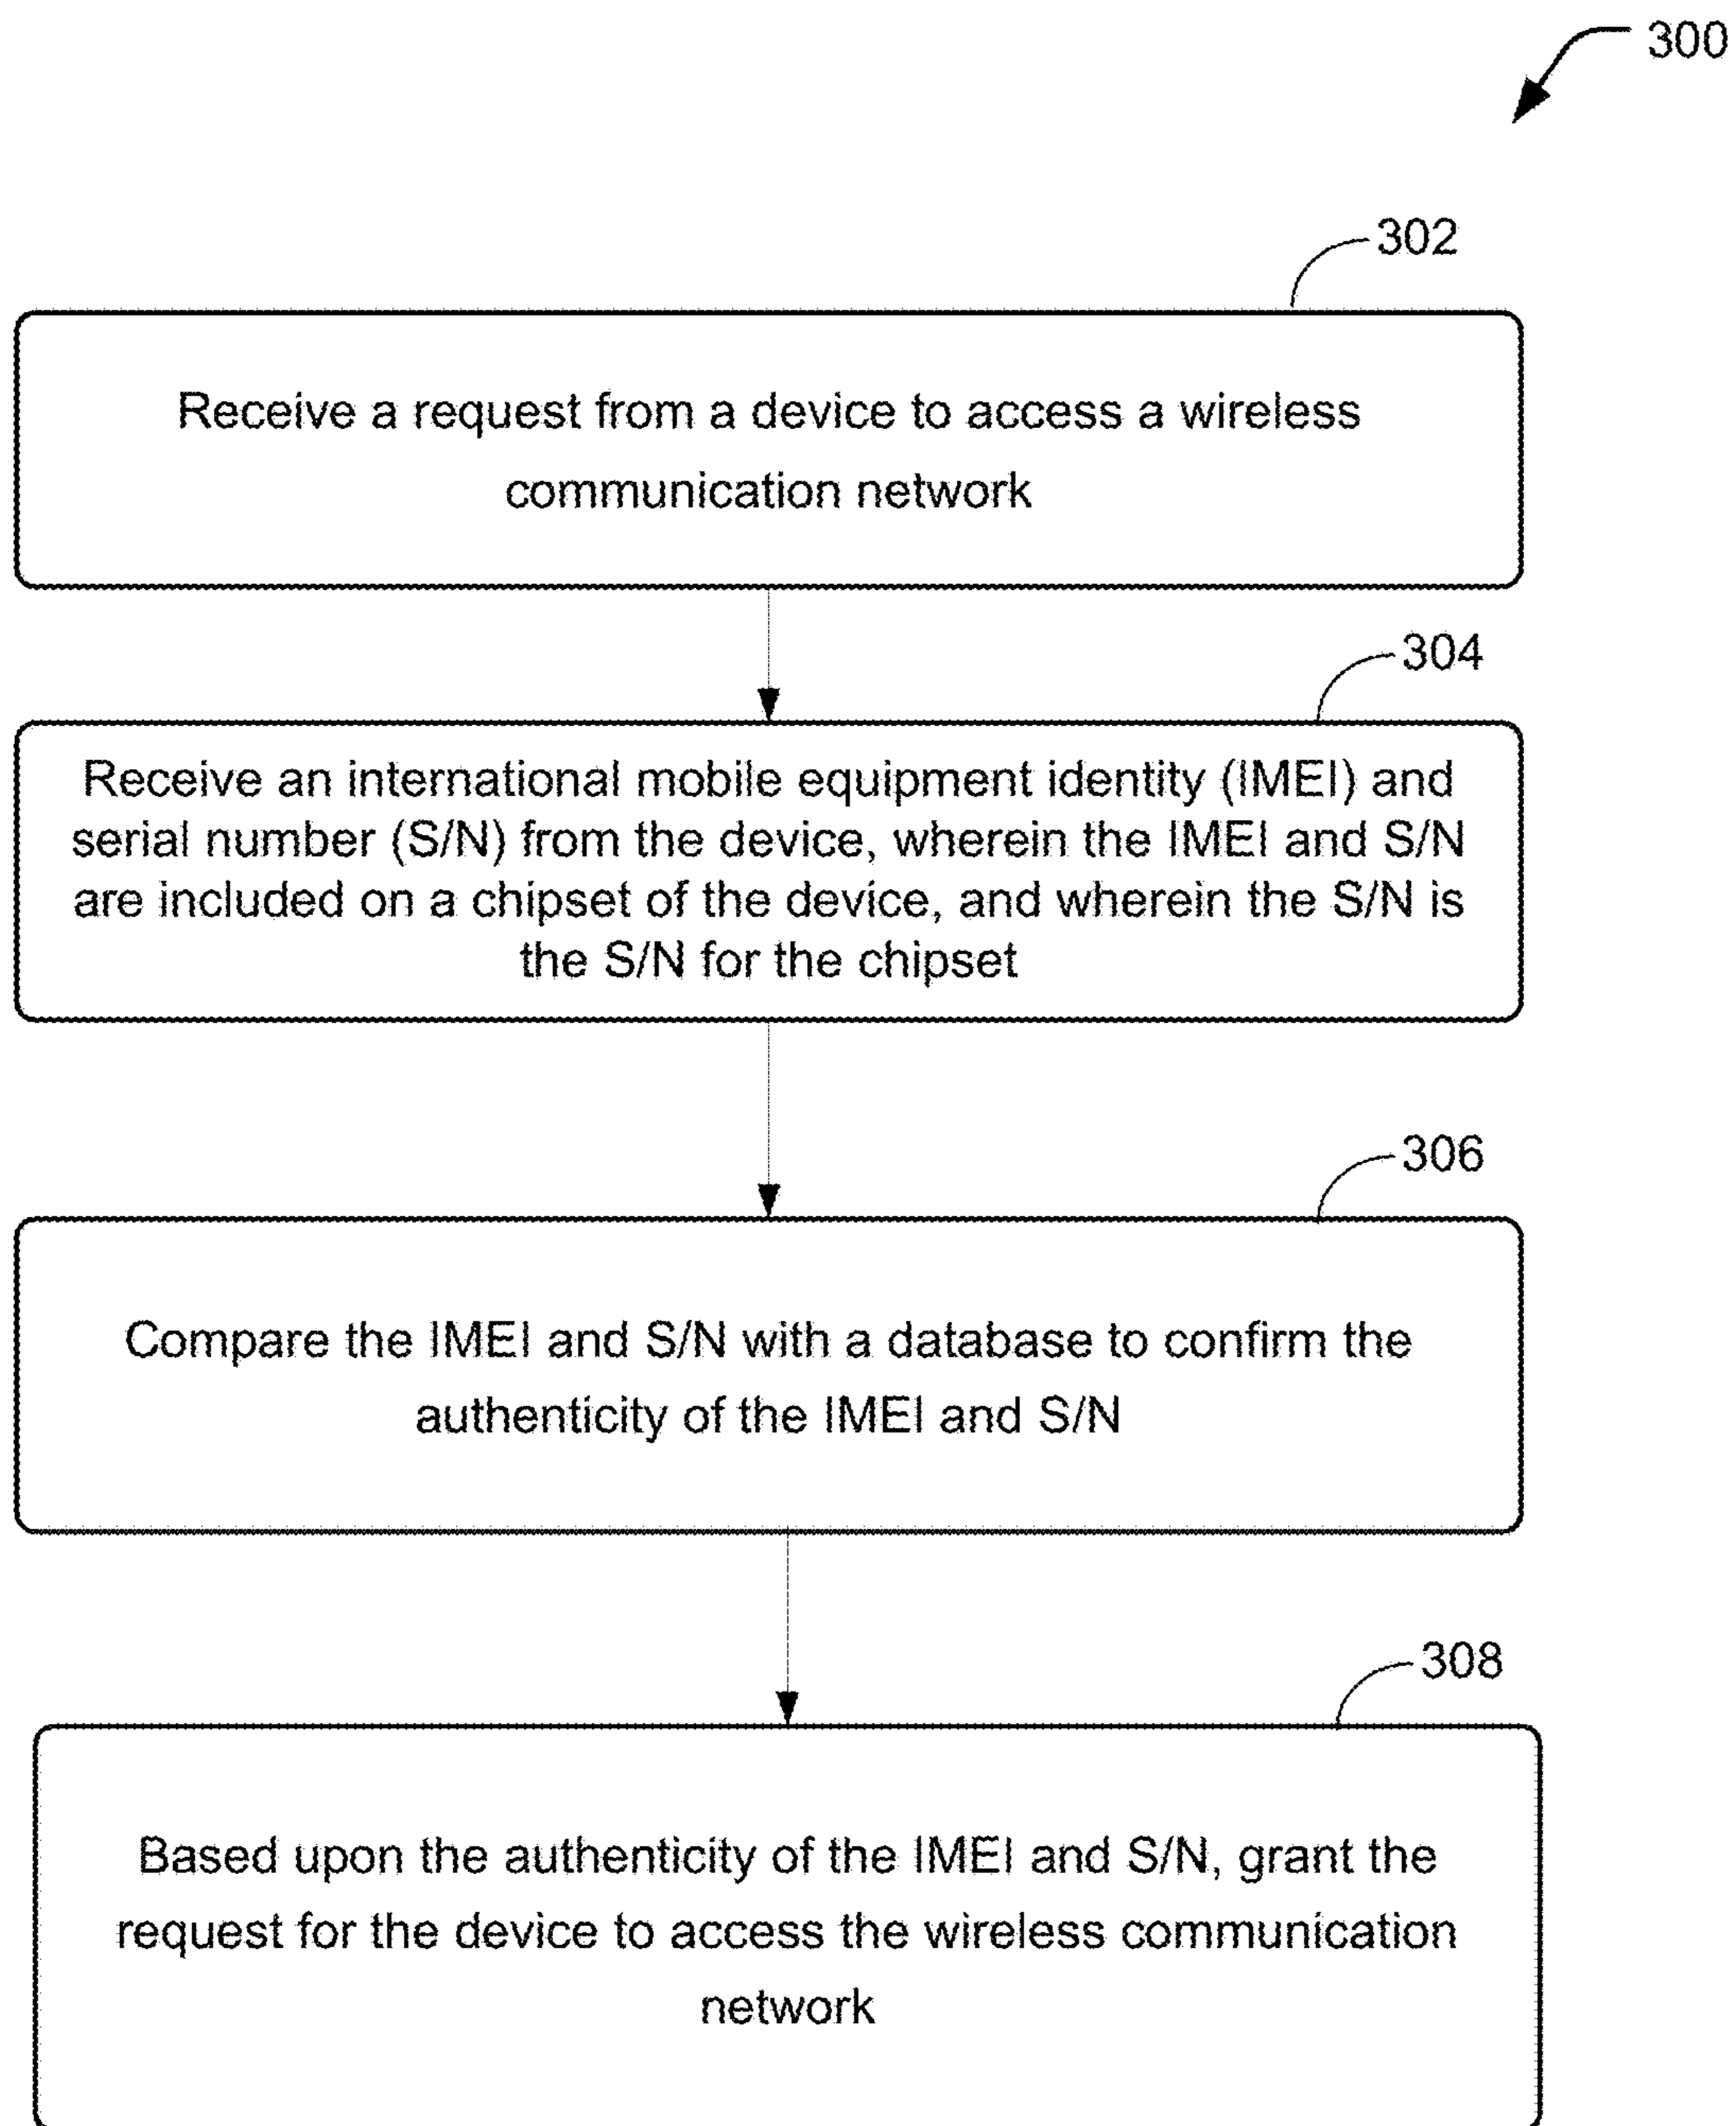 300
302
Receive a request from a device to access a wireless
communication network
304
Receive an international mobile equipment identity (IMEI) and
serial number (S/N) from the device, wherein the IMEI and S/N
are included on a chipset of the device, and wherein the S/N is
the S/N for the chipset
306
Compare the IMEI and S/N with a database to confirm the
authenticity of the IMEI and S/N
308
Based upon the authenticity of the IMEI and S/N, grant the
request for the device to access the wireless communication
network